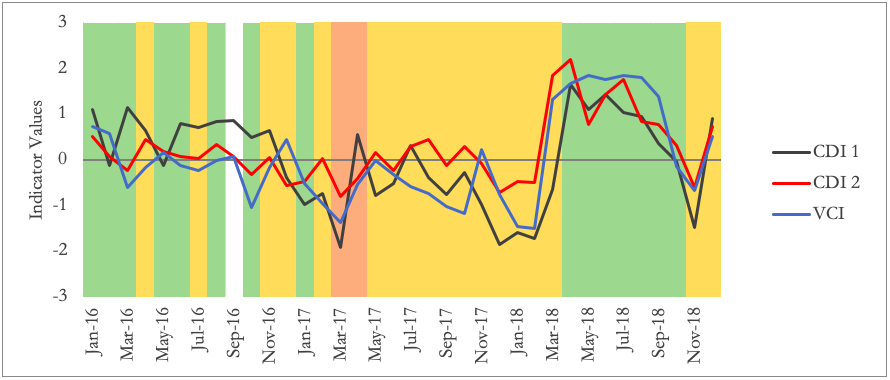 3
2
1
0
-1
-2
-3
Indicator Values
Jan-16
Mar-16
May-16
Jul-16
Sep-16
Nov-16
Jan-17
Mar-17
May-17
Jul-17
Sep-17
Nov-17
Jan-18
Mar-18
May-18
Jul-18
Sep-18
Nov-18
CDI 1
CDI 2
VCI